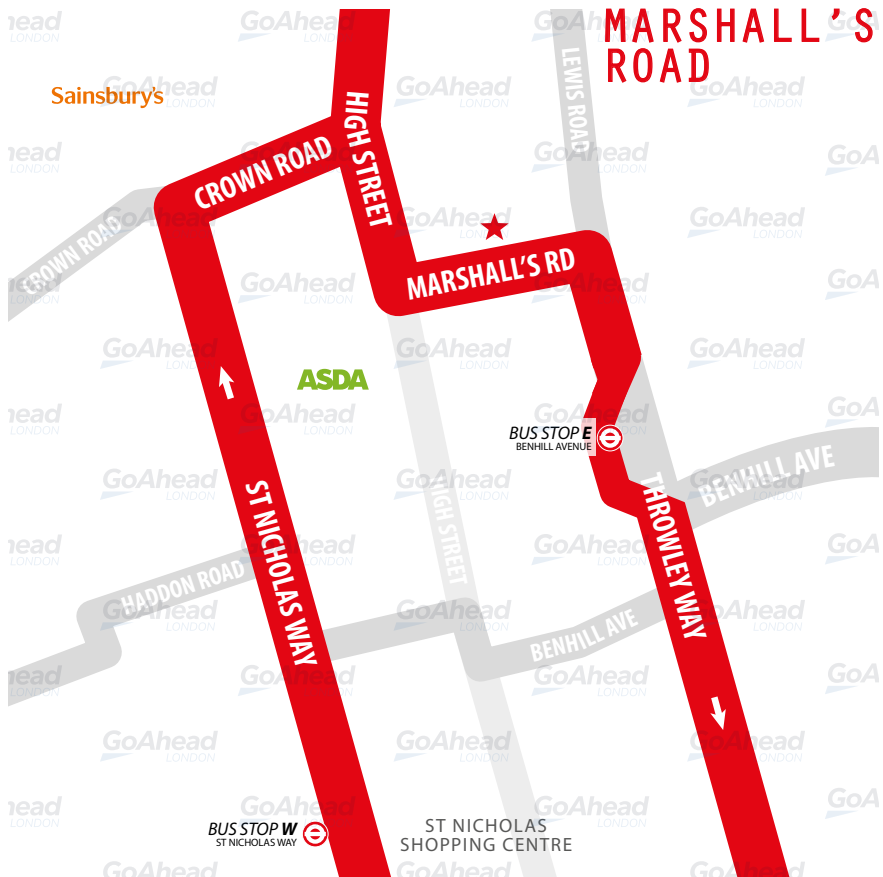 MARSHALL'S
ROAD
Sainsbury's
LEWIS ROAD
HIGH STREET
CROWN ROAD
CROWN ROAD
MARSHALL'S RD
ASDA
BUS STOP E
BENHILL AVENUE
BENHILL AVE
THROWLEY WAY
HIGH STREET
ST NICHOLAS WAY
HADDON ROAD
BENHILL AVE
BUS STOP W
ST NICHOLAS WAY
ST NICHOLAS
SHOPPING CENTRE
GoAhead
LONDON